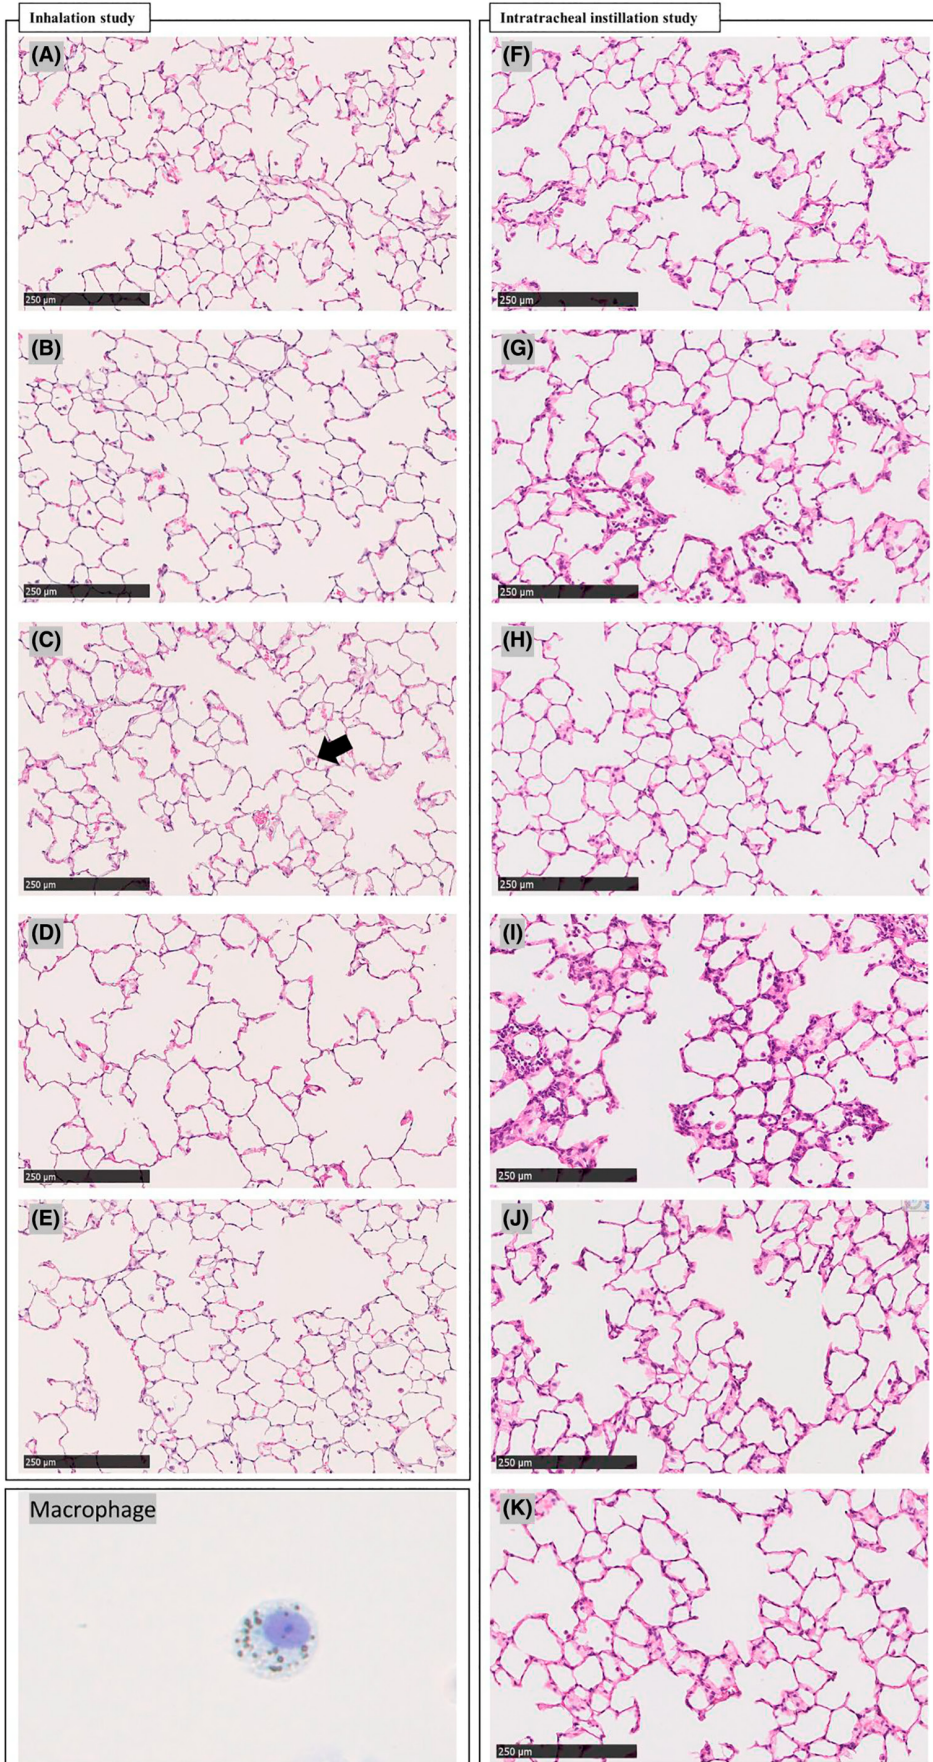 Inhalation study
(A)
250 µm
(B)
250 µm
(C)
250 µm
(D)
250 µm
(E)
250 µm
Macrophage
Intratracheal instillation study
(F)
250 µm
(G)
250 µm
(H)
250 µm
(I)
250 µm
(J)
250 µm
(K)
250 µm